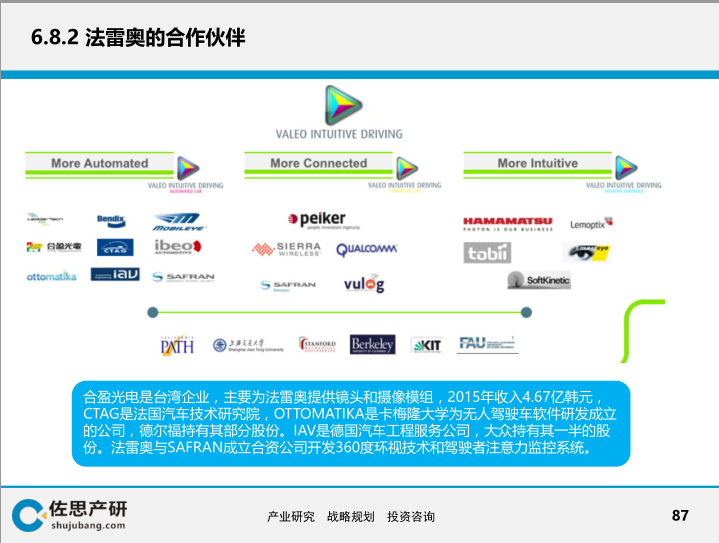 6.8.2 法雷奥的合作伙伴
VALEO INTUITIVE DRIVING
More Automated
More Connected
More Intuitive
VALEO INTUITIVE DRIVING
AUTOMATED CAR
VALEO INTUITIVE DRIVING
VALEO INTUITIVE DRIVING
LeddarTech
Bendix
MOBILEYE
peiker
people. innovation. ingenuity.
HAMAMATSU
PHOTON IS OUR BUSINESS
Lemoptix
合盈光電
CTAG
ibeo
AUTOMOTIVE
SIERRA
WIRELESS
QUALCOMM
tobii
eye
ottomatika
iav
SAFRAN
SAFRAN
vulog
SoftKinetic
CALIFORNIA
PATH
上海交通大学
Shanghai Jiao Tong University
STANFORD
Berkeley
UNIVERSITY OF CALIFORNIA
KIT
FAU
合盈光电是台湾企业，主要为法雷奥提供镜头和摄像模组，2015年收入4.67亿韩元，
CTAG是法国汽车技术研究院，OTTOMATIKA是卡梅隆大学为无人驾驶车软件研发成立
的公司，德尔福持有其部分股份。IAV是德国汽车工程服务公司，大众持有其一半的股
份。法雷奥与SAFRAN成立合资公司开发360度环视技术和驾驶者注意力监控系统。
佐思产研
shujubang.com
产业研究 战略规划 投资咨询
87